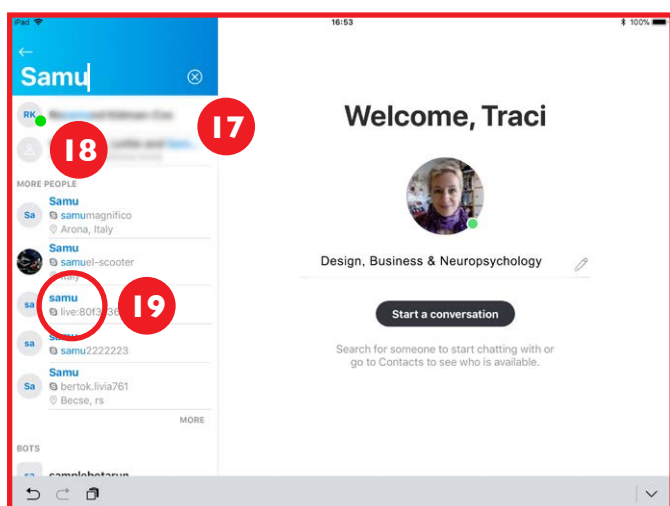 iPad
16:53
100%
Samu
RK
17
18
MORE PEOPLE
Sa
Samu
samumagnifico
Arona, Italy
Samu
samuel-scooter
Italy
sa
samu
19
sa
samu2222223
Sa
Samu
bertok.livia761
Becse, rs
MORE
BOTS
samplebotarun
Welcome, Traci
Design, Business & Neuropsychology
Start a conversation
Search for someone to start chatting with or
go to Contacts to see who is available.